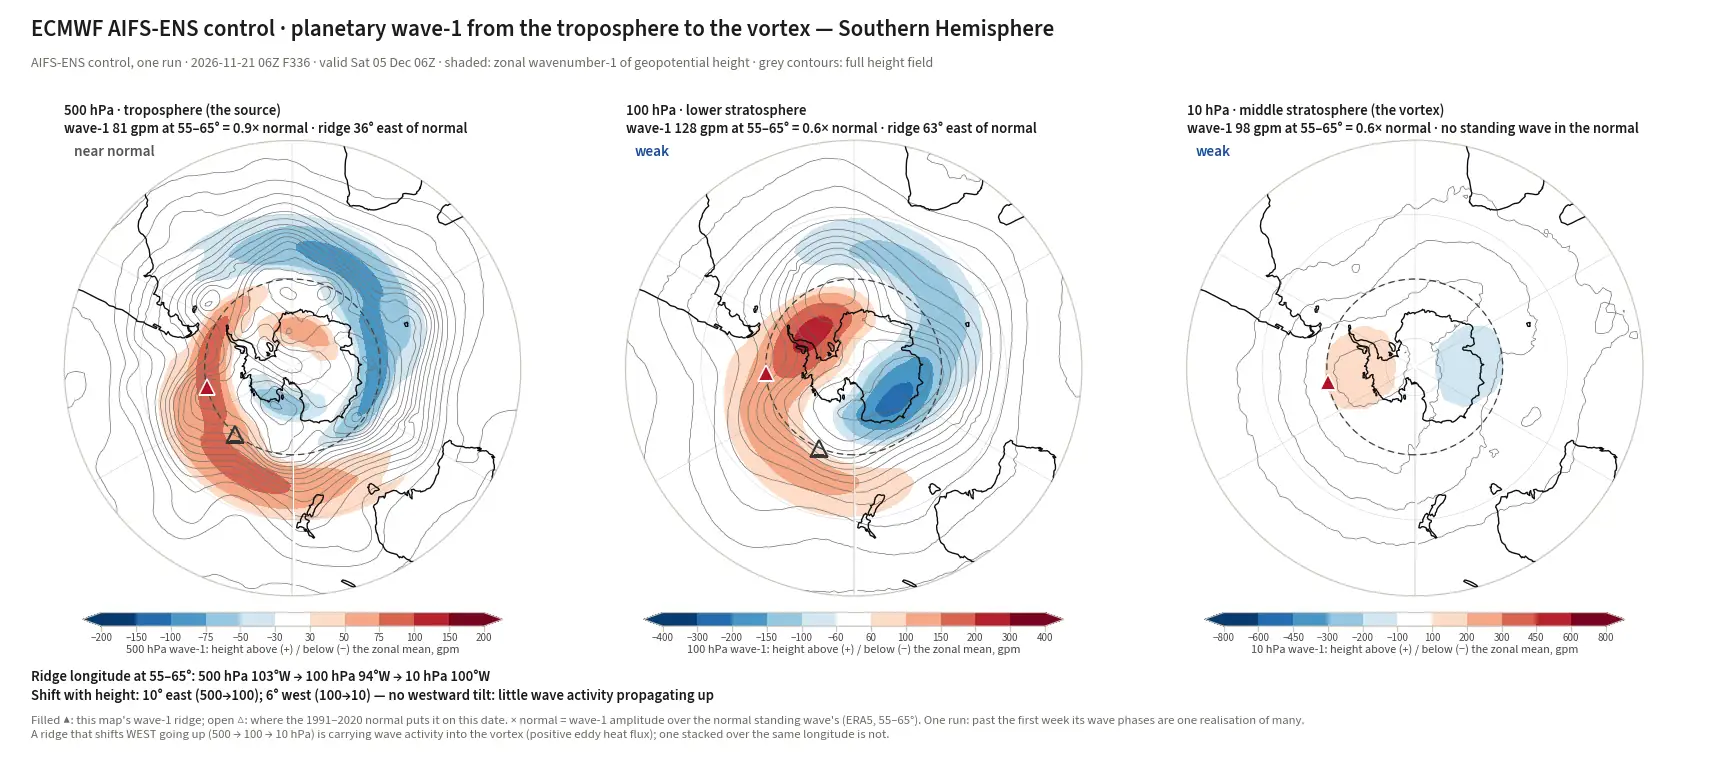 ECMWF AIFS-ENS control · planetary wave-1 from the troposphere to the vortex — Southern Hemisphere
AIFS-ENS control, one run · 2026-11-21 06Z F336 · valid Sat 05 Dec 06Z · shaded: zonal wavenumber-1 of geopotential height · grey contours: full height field
500 hPa · troposphere (the source)
wave-1 81 gpm at 55–65° = 0.9× normal · ridge 36° east of normal
near normal
100 hPa · lower stratosphere
wave-1 128 gpm at 55–65° = 0.6× normal · ridge 63° east of normal
weak
10 hPa · middle stratosphere (the vortex)
wave-1 98 gpm at 55–65° = 0.6× normal · no standing wave in the normal
weak
−200 −150 −100 −75 −50 −30 30 50 75 100 150 200
500 hPa wave-1: height above (+) / below (−) the zonal mean, gpm
−400 −300 −200 −150 −100 −60 60 100 150 200 300 400
100 hPa wave-1: height above (+) / below (−) the zonal mean, gpm
−800 −600 −450 −300 −200 −100 100 200 300 450 600 800
10 hPa wave-1: height above (+) / below (−) the zonal mean, gpm
Ridge longitude at 55–65°: 500 hPa 103°W → 100 hPa 94°W → 10 hPa 100°W
Shift with height: 10° east (500→100); 6° west (100→10) — no westward tilt: little wave activity propagating up
Filled ▲: this map's wave-1 ridge; open △: where the 1991–2020 normal puts it on this date. × normal = wave-1 amplitude over the normal standing wave's (ERA5, 55–65°). One run: past the first week its wave phases are one realisation of many.
A ridge that shifts WEST going up (500 → 100 → 10 hPa) is carrying wave activity into the vortex (positive eddy heat flux); one stacked over the same longitude is not.